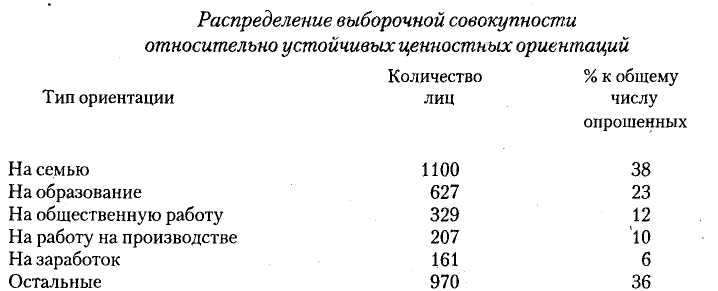 Распределение выборочной совокупности
относительно устойчивых ценностных ориентаций
Тип ориентации Количество лиц % к общему числу опрошенных
На семью 1100 38
На образование 627 23
На общественную работу 329 12
На работу на производстве 207 10
На заработок 161 6
Остальные 970 36